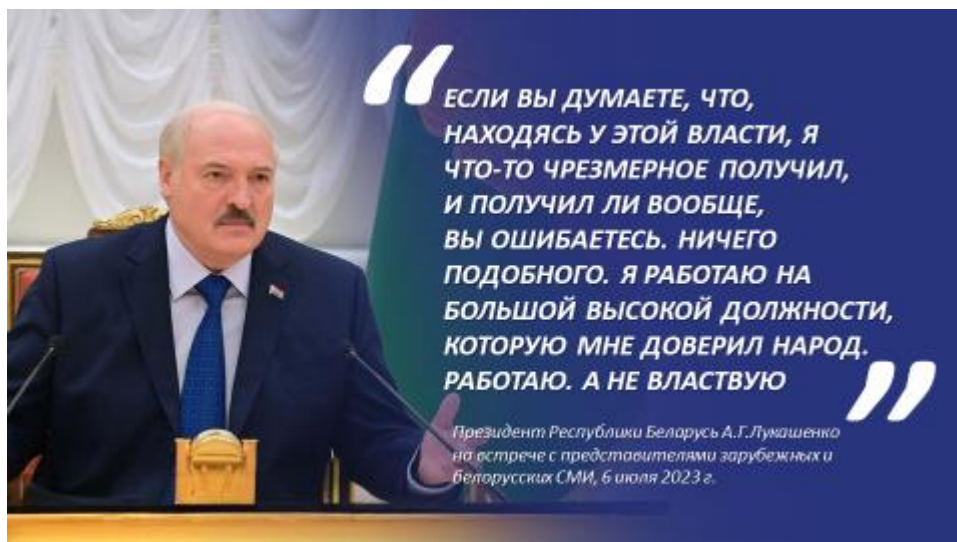 “
ЕСЛИ ВЫ ДУМАЕТЕ, ЧТО,
НАХОДЯСЬ У ЭТОЙ ВЛАСТИ, Я
ЧТО-ТО ЧРЕЗМЕРНОЕ ПОЛУЧИЛ,
И ПОЛУЧИЛ ЛИ ВООБЩЕ,
ВЫ ОШИБАЕТЕСЬ. НИЧЕГО
ПОДОБНОГО. Я РАБОТАЮ НА
БОЛЬШОЙ ВЫСОКОЙ ДОЛЖНОСТИ,
КОТОРУЮ МНЕ ДОВЕРИЛ НАРОД.
РАБОТАЮ. А НЕ ВЛАСТВУЮ
”
Президент Республики Беларусь А.Г.Лукашенко
на встрече с представителями зарубежных и
белорусских СМИ, 6 июля 2023 г.